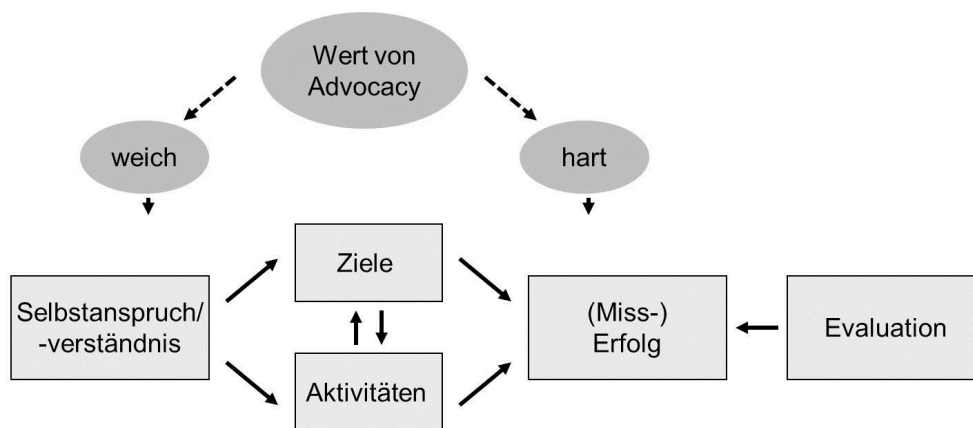 Wert von
Advocacy
weich
hart
Ziele
Selbstanspruch/
-verständnis
(Miss-)
Erfolg
Evaluation
Aktivitäten